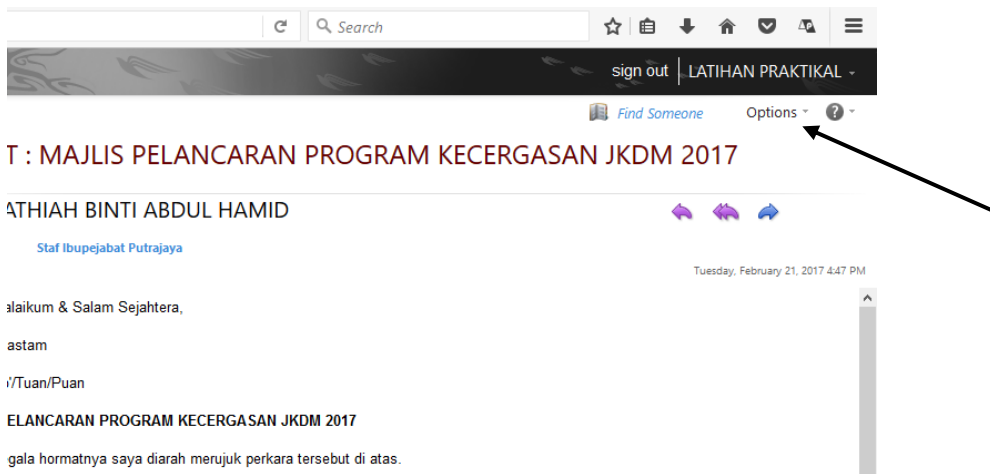 Search
sign out LATIHAN PRAKTIKAL
Find Someone Options ?
T : MAJLIS PELANCARAN PROGRAM KECERGASAN JKDM 2017
ATHIAH BINTI ABDUL HAMID
Staf Ibupejabat Putrajaya
Tuesday, February 21, 2017 4:47 PM
alaikum & Salam Sejahtera,
astam
'/Tuan/Puan
ELANCARAN PROGRAM KECERGASAN JKDM 2017
gala hormatnya saya diarah merujuk perkara tersebut di atas.